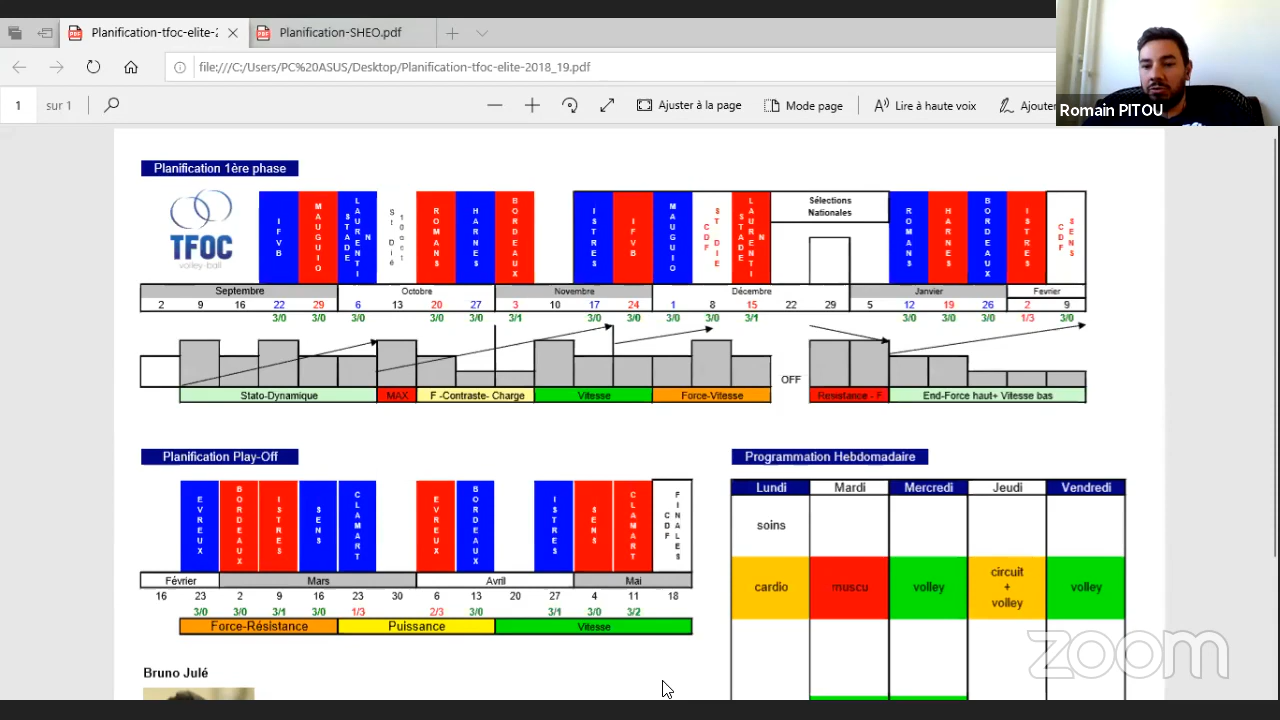 Planification-tfoc-elite-2
Planification-SHEO.pdf
file:///C:/Users/PC%20ASUS/Desktop/Planification-tfoc-elite-2018_19.pdf
1 sur 1
Ajuster à la page
Mode page
Lire à haute voix
Ajouter
Romain PITOU
Planification 1ère phase
TFOC
volley ball
IFVB
MAUGUIO
STADE LAURENTIN
St Dié 1800et
ROMANS
HARNES
BORDEAUX
ISTRES
IFVB
MAUGUIO
CDF ST DIE
STADE LAURENTIN
Sélections
Nationales
ROMANS
HARNES
BORDEAUX
ISTRES
CDF SENS
Septembre Octobre Novembre Décembre Janvier Fevrier
2 9 16 22 29 6 13 20 27 3 10 17 24 1 8 15 22 29 5 12 19 26 2 9
3/0 3/0 3/0 3/0 3/0 3/1 3/0 3/0 3/0 3/0 3/1 3/0 3/0 3/0 1/3 3/0
OFF
Stato-Dynamique MAX F -Contraste- Charge Vitesse Force-Vitesse Resistance - F End-Force haut+ Vitesse bas
Planification Play-Off
EVREUX
BORDEAUX
ISTRES
SENS
CLAMART
EVREUX
BORDEAUX
ISTRES
SENS
CLAMART
CDF FINALES
Février Mars Avril Mai
16 23 2 9 16 23 30 6 13 20 27 4 11 18
3/0 3/0 3/1 3/0 1/3 2/3 3/0 3/1 3/0 3/2
Force-Résistance Puissance Vitesse
Programmation Hebdomadaire
Lundi Mardi Mercredi Jeudi Vendredi
soins
cardio muscu volley circuit + volley volley
Bruno Julé
zoom